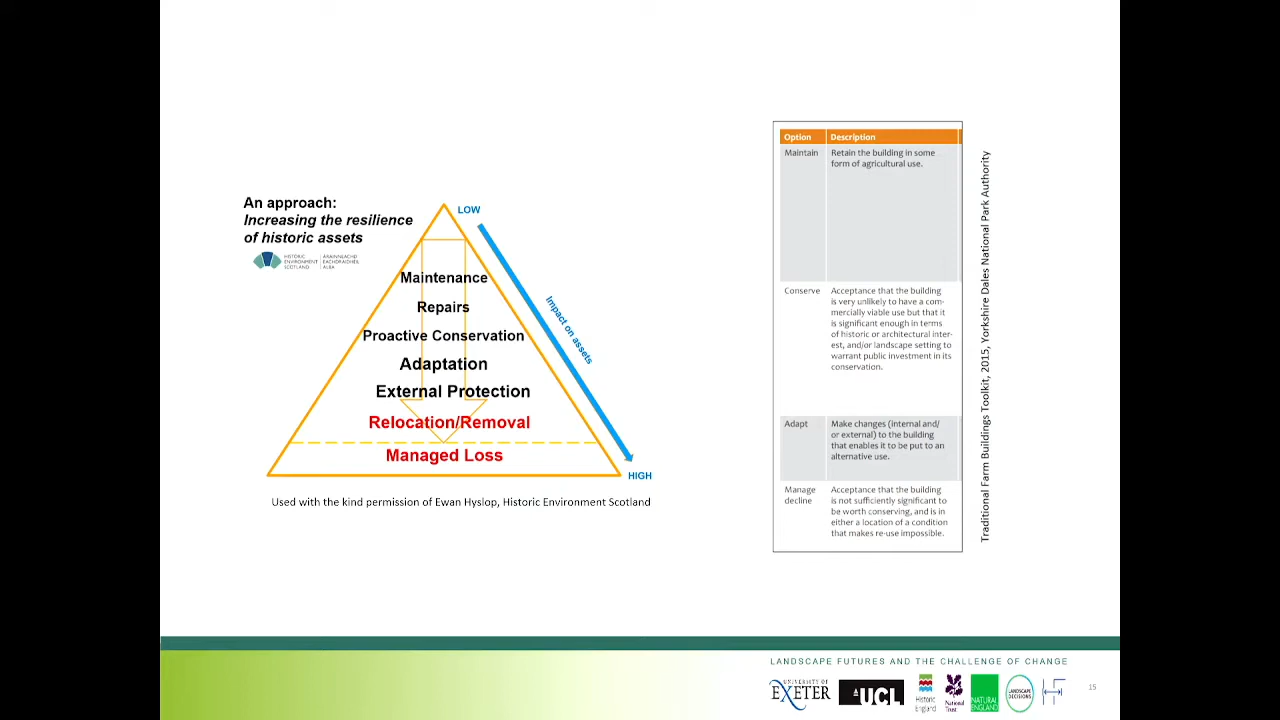 An approach:
Increasing the resilience
of historic assets
HISTORIC
ENVIRONMENT
SCOTLAND
ÀRAINNEACHD
EACHDRAIDHEIL
ALBA
LOW
Impact on assets
Maintenance
Repairs
Proactive Conservation
Adaptation
External Protection
Relocation/Removal
Managed Loss
HIGH
Used with the kind permission of Ewan Hyslop, Historic Environment Scotland
Option Description
Maintain Retain the building in some
form of agricultural use.
Conserve Acceptance that the building
is very unlikely to have a com-
mercially viable use but that it
is significant enough in terms
of historic or architectural inter-
est, and/or landscape setting to
warrant public investment in its
conservation.
Adapt Make changes (internal and/
or external) to the building
that enables it to be put to an
alternative use.
Manage Acceptance that the building
decline is not sufficiently significant to
be worth conserving, and is in
either a location of a condition
that makes re-use impossible.
Traditional Farm Buildings Toolkit, 2015, Yorkshire Dales National Park Authority
LANDSCAPE FUTURES AND THE CHALLENGE OF CHANGE
UNIVERSITY OF
EXETER
UCL
Historic
England
National
Trust
NATURAL
ENGLAND
LANDSCAPE
DECISIONS
15